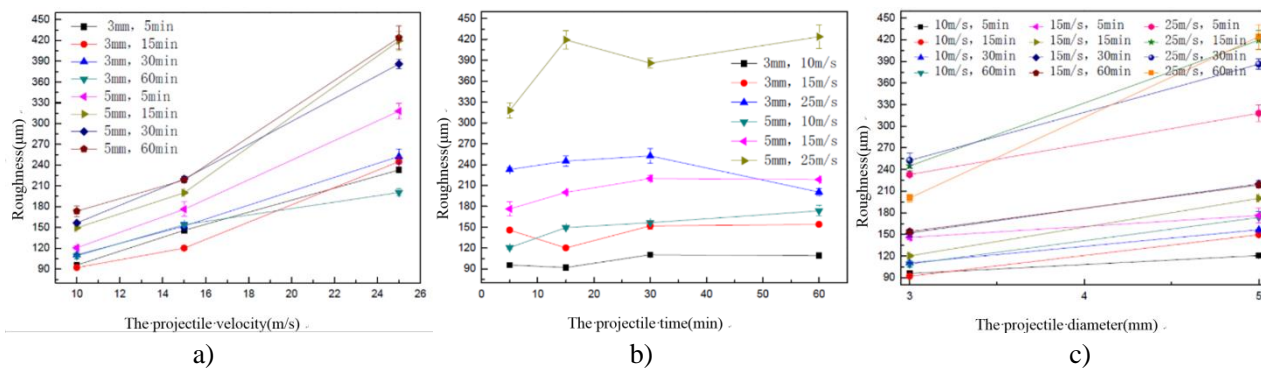 450
420
390
360
330
300
270
240
210
180
150
120
90
Roughness(μm)
3mm, 5min
3mm, 15min
3mm, 30min
3mm, 60min
5mm, 5min
5mm, 15min
5mm, 30min
5mm, 60min
10 12 14 16 18 20 22 24 26
The·projectile·velocity(m/s)
a)
450
420
390
360
330
300
270
240
210
180
150
120
90
Roughness(μm)
3mm, 10m/s
3mm, 15m/s
3mm, 25m/s
5mm, 10m/s
5mm, 15m/s
5mm, 25m/s
0 10 20 30 40 50 60
The·projectile·time(min)
b)
450
420
390
360
330
300
270
240
210
180
150
120
90
Roughness(μm)
10m/s, 5min 15m/s, 5min 25m/s, 5min
10m/s, 15min 15m/s, 15min 25m/s, 15min
10m/s, 30min 15m/s, 30min 25m/s, 30min
10m/s, 60min 15m/s, 60min 25m/s, 60min
3 4 5
The·projectile·diameter(mm)
c)